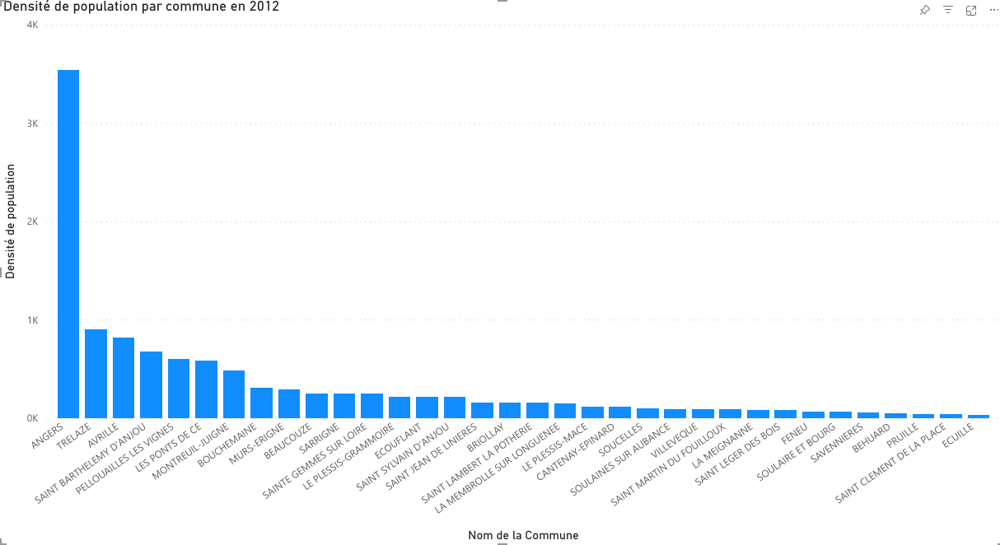 Densité de population par commune en 2012
4K
3K
2K
1K
0K
Densité de population
ANGERS
TRELAZE
AVRILLE
SAINT BARTHELEMY D'ANJOU
PELLOUAILLES LES VIGNES
LES PONTS DE CE
MONTREUIL-JUIGNE
BOUCHEMAINE
MURS-ERIGNE
BEAUCOUZE
SARRIGNE
SAINTE GEMMES SUR LOIRE
LE PLESSIS-GRAMMOIRE
ECOUFLANT
SAINT SYLVAIN D'ANJOU
SAINT JEAN DE LINIERES
BRIOLLAY
SAINT LAMBERT LA POTHERIE
LA MEMBROLLE SUR LONGUENEE
LE PLESSIS-MACE
CANTENAY-EPINARD
SOUCELLES
SOULAINES SUR AUBANCE
VILLEVEQUE
SAINT MARTIN DU FOUILLOUX
LA MEIGNANNE
SAINT LEGER DES BOIS
FENEU
SOULAIRE ET BOURG
SAVENNIERES
BEHUARD
PRUILLE
SAINT CLEMENT DE LA PLACE
ECUILLE
Nom de la Commune